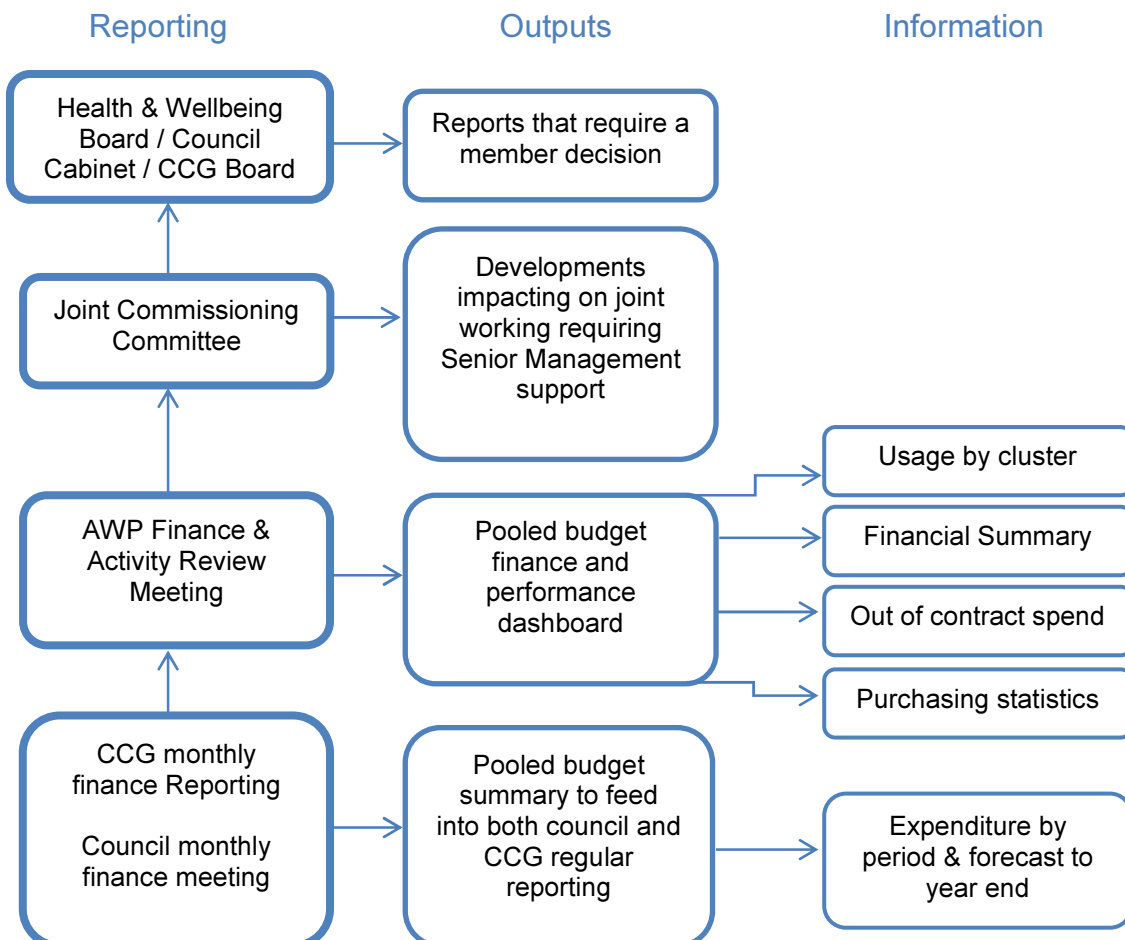 Reporting
Outputs
Information
Health & Wellbeing
Board / Council
Cabinet / CCG Board
Reports that require a
member decision
Joint Commissioning
Committee
Developments
impacting on joint
working requiring
Senior Management
support
AWP Finance &
Activity Review
Meeting
Pooled budget
finance and
performance
dashboard
Usage by cluster
Financial Summary
Out of contract spend
Purchasing statistics
CCG monthly
finance Reporting
Council monthly
finance meeting
Pooled budget
summary to feed
into both council and
CCG regular
reporting
Expenditure by
period & forecast to
year end